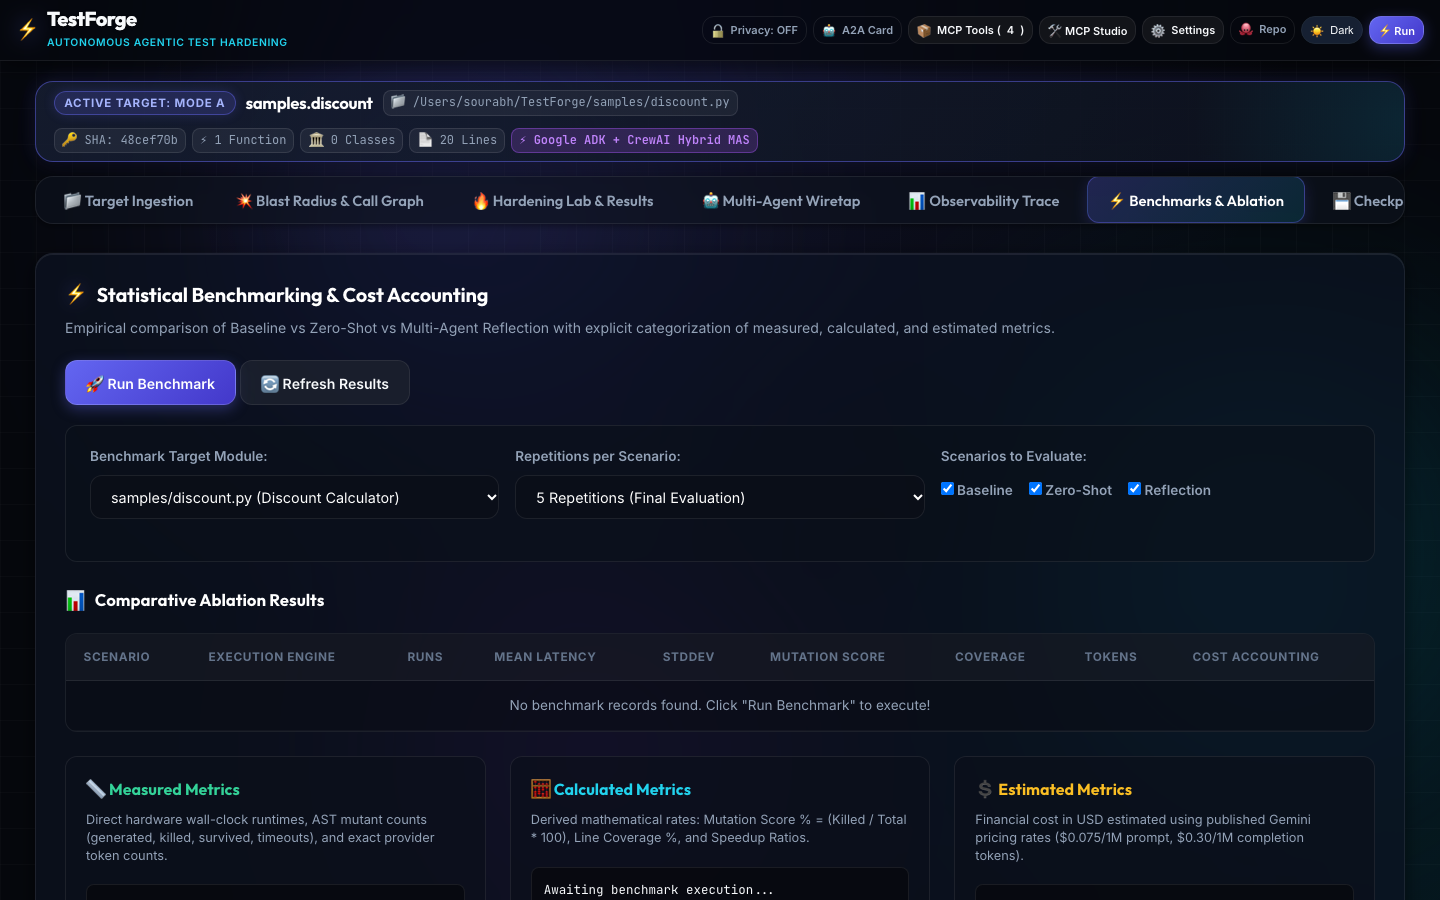 TestForge
AUTONOMOUS AGENTIC TEST HARDENING
Privacy: OFF
A2A Card
MCP Tools ( 4 )
MCP Studio
Settings
Repo
Dark
Run
ACTIVE TARGET: MODE A
samples.discount
/Users/sourabh/TestForge/samples/discount.py
SHA: 48cef70b
⚡ 1 Function
0 Classes
20 Lines
⚡ Google ADK + CrewAI Hybrid MAS
Target Ingestion
Blast Radius & Call Graph
Hardening Lab & Results
Multi-Agent Wiretap
Observability Trace
Benchmarks & Ablation
Checkp
Statistical Benchmarking & Cost Accounting
Empirical comparison of Baseline vs Zero-Shot vs Multi-Agent Reflection with explicit categorization of measured, calculated, and estimated metrics.
Run Benchmark
Refresh Results
Benchmark Target Module:
Repetitions per Scenario:
Scenarios to Evaluate:
samples/discount.py (Discount Calculator)
5 Repetitions (Final Evaluation)
Baseline
Zero-Shot
Reflection
Comparative Ablation Results
SCENARIO
EXECUTION ENGINE
RUNS
MEAN LATENCY
STDDEV
MUTATION SCORE
COVERAGE
TOKENS
COST ACCOUNTING
No benchmark records found. Click "Run Benchmark" to execute!
Measured Metrics
Direct hardware wall-clock runtimes, AST mutant counts
(generated, killed, survived, timeouts), and exact provider
token counts.
Calculated Metrics
Derived mathematical rates: Mutation Score % = (Killed / Total
* 100), Line Coverage %, and Speedup Ratios.
Awaiting benchmark execution...
Estimated Metrics
Financial cost in USD estimated using published Gemini
pricing rates ($0.075/1M prompt, $0.30/1M completion
tokens).